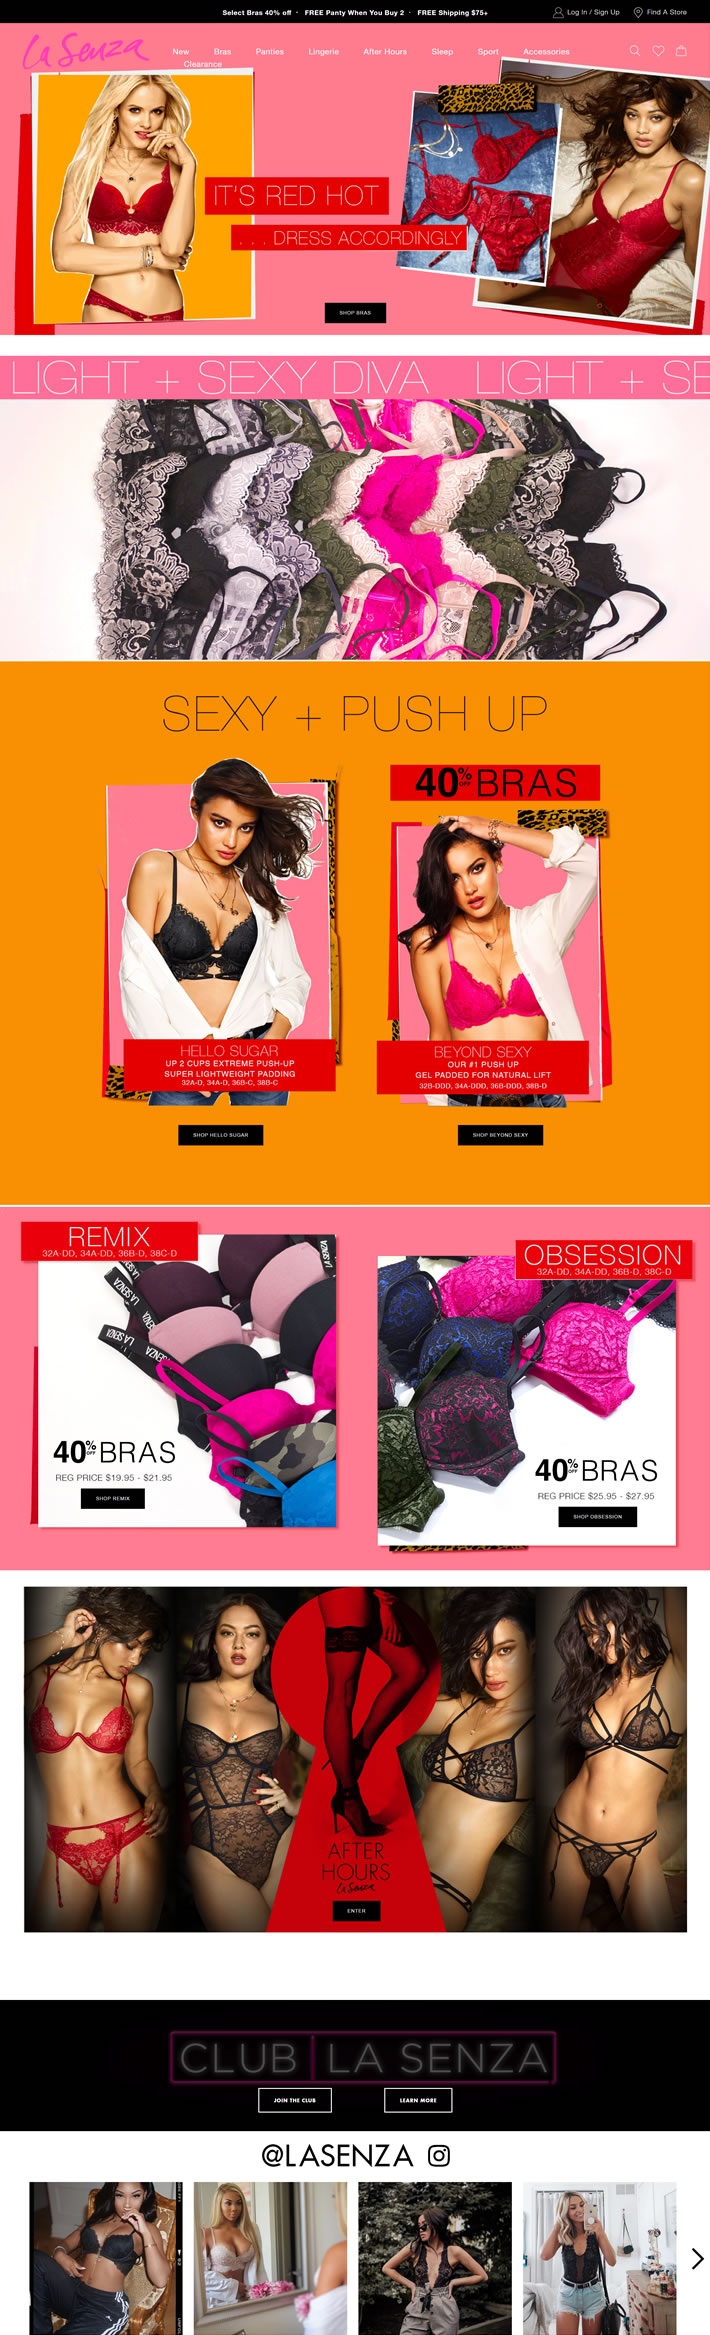 Select Bras 40% off · FREE Panty When You Buy 2 · FREE Shipping $75+
Log In / Sign Up
Find A Store
La Senza
New Bras Panties Lingerie After Hours Sleep Sport Accessories
Clearance
IT'S RED HOT
. . . DRESS ACCORDINGLY
SHOP BRAS
LIGHT + SEXY DIVA LIGHT + SE
SEXY + PUSH UP
40% OFF BRAS
HELLO SUGAR
UP 2 CUPS EXTREME PUSH-UP
SUPER LIGHTWEIGHT PADDING
32A-D, 34A-D, 36B-C, 38B-C
SHOP HELLO SUGAR
BEYOND SEXY
OUR #1 PUSH UP
GEL PADDED FOR NATURAL LIFT
32B-DDD, 34A-DDD, 36B-DDD, 38B-D
SHOP BEYOND SEXY
REMIX
32A-DD, 34A-DD, 36B-D, 38C-D
LA SENZA
LA SENZA
LA SENZA
40% OFF BRAS
REG PRICE $19.95 - $21.95
SHOP REMIX
OBSESSION
32A-DD, 34A-DD, 36B-D, 38C-D
40% OFF BRAS
REG PRICE $25.95 - $27.95
SHOP OBSESSION
AFTER
HOURS
La Senza
ENTER
CLUB | LA SENZA
JOIN THE CLUB
LEARN MORE
@LASENZA